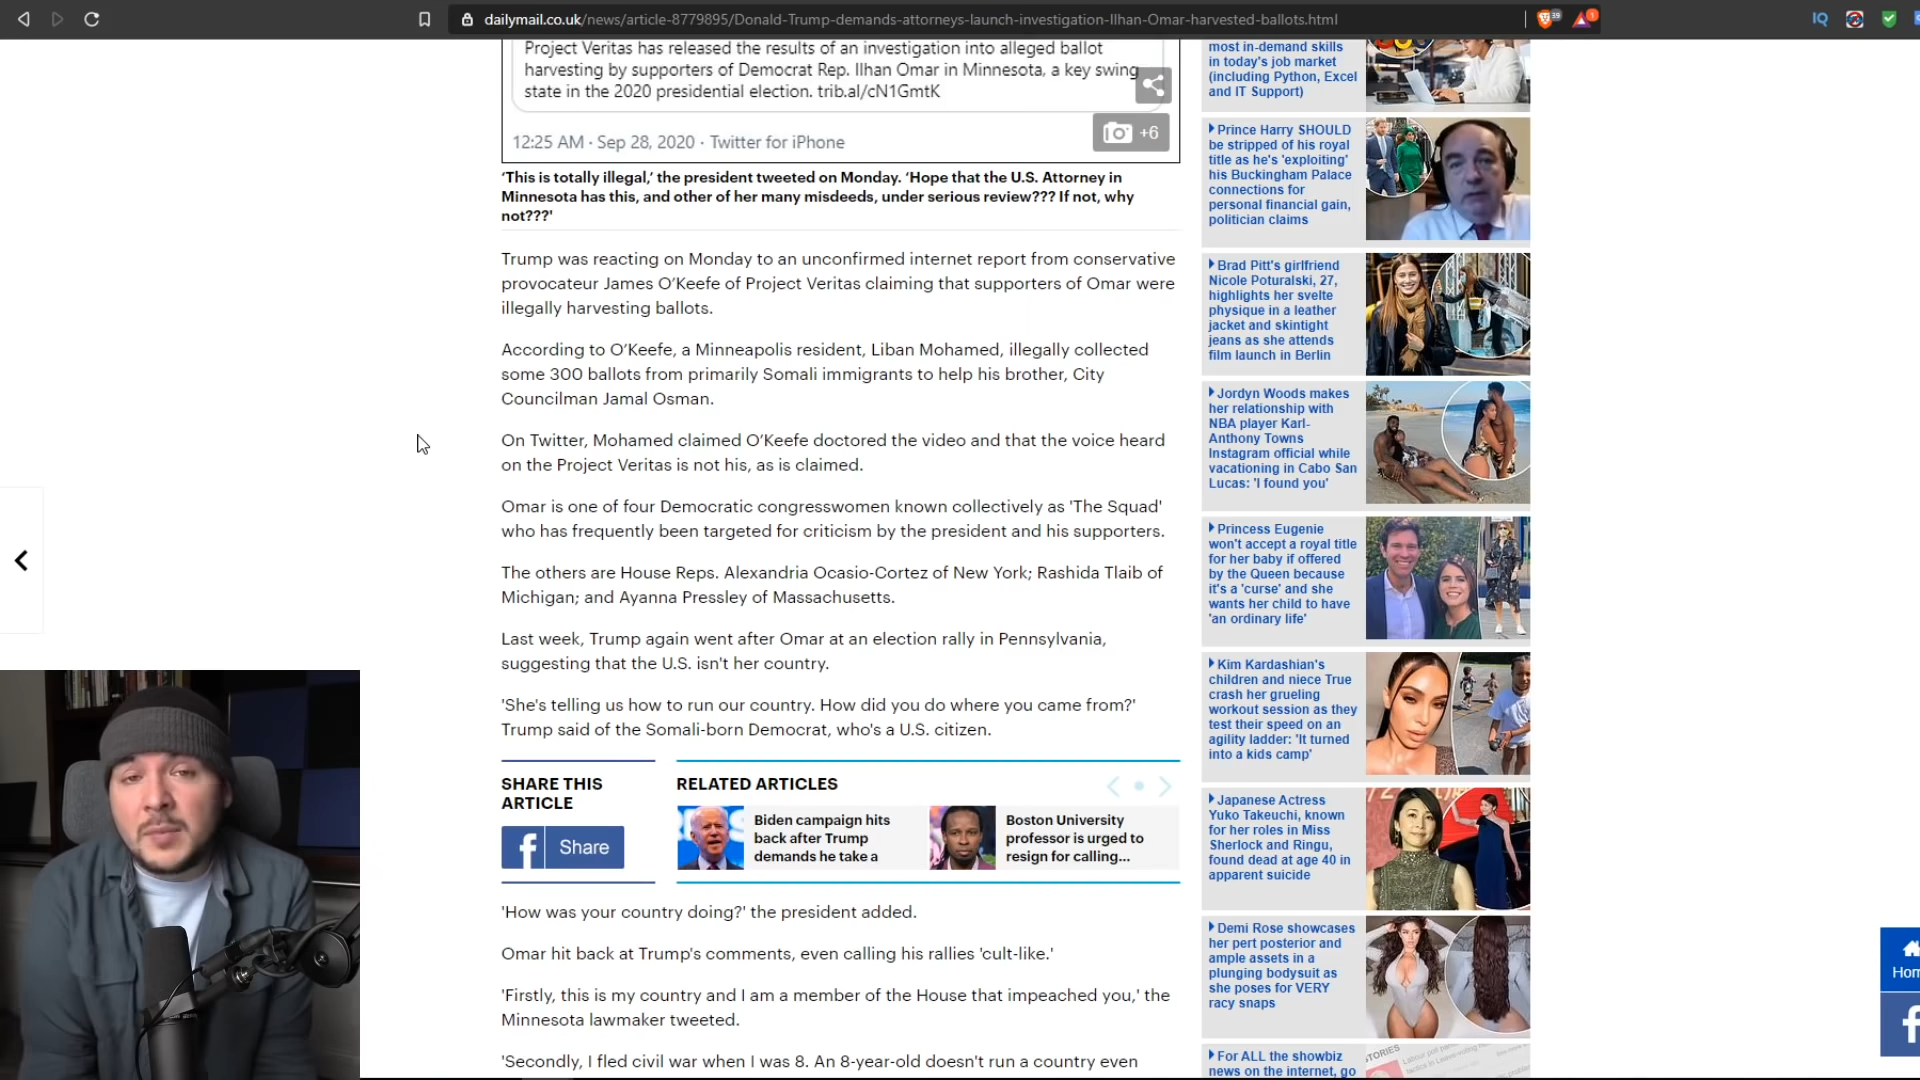 dailymail.co.uk/news/article-8779895/Donald-Trump-demands-attorneys-launch-investigation-Ilhan-Omar-harvested-ballots.html
39
1
IQ
Project Veritas has released the results of an investigation into alleged ballot
harvesting by supporters of Democrat Rep. Ilhan Omar in Minnesota, a key swing
state in the 2020 presidential election. trib.al/cN1GmtK
12:25 AM · Sep 28, 2020 · Twitter for iPhone
+6
'This is totally illegal,' the president tweeted on Monday. 'Hope that the U.S. Attorney in
Minnesota has this, and other of her many misdeeds, under serious review??? If not, why
not???'
Trump was reacting on Monday to an unconfirmed internet report from conservative
provocateur James O'Keefe of Project Veritas claiming that supporters of Omar were
illegally harvesting ballots.
According to O'Keefe, a Minneapolis resident, Liban Mohamed, illegally collected
some 300 ballots from primarily Somali immigrants to help his brother, City
Councilman Jamal Osman.
On Twitter, Mohamed claimed O'Keefe doctored the video and that the voice heard
on the Project Veritas is not his, as is claimed.
Omar is one of four Democratic congresswomen known collectively as 'The Squad'
who has frequently been targeted for criticism by the president and his supporters.
The others are House Reps. Alexandria Ocasio-Cortez of New York; Rashida Tlaib of
Michigan; and Ayanna Pressley of Massachusetts.
Last week, Trump again went after Omar at an election rally in Pennsylvania,
suggesting that the U.S. isn't her country.
'She's telling us how to run our country. How did you do where you came from?'
Trump said of the Somali-born Democrat, who's a U.S. citizen.
SHARE THIS
ARTICLE
f Share
RELATED ARTICLES
Biden campaign hits
back after Trump
demands he take a
Boston University
professor is urged to
resign for calling...
'How was your country doing?' the president added.
Omar hit back at Trump's comments, even calling his rallies 'cult-like.'
'Firstly, this is my country and I am a member of the House that impeached you,' the
Minnesota lawmaker tweeted.
'Secondly, I fled civil war when I was 8. An 8-year-old doesn't run a country even
most in-demand skills
in today's job market
(including Python, Excel
and IT Support)
Prince Harry SHOULD
be stripped of his royal
title as he's 'exploiting'
his Buckingham Palace
connections for
personal financial gain,
politician claims
Brad Pitt's girlfriend
Nicole Poturalski, 27,
highlights her svelte
physique in a leather
jacket and skintight
jeans as she attends
film launch in Berlin
Jordyn Woods makes
her relationship with
NBA player Karl-
Anthony Towns
Instagram official while
vacationing in Cabo San
Lucas: 'I found you'
Princess Eugenie
won't accept a royal title
for her baby if offered
by the Queen because
it's a 'curse' and she
wants her child to have
'an ordinary life'
Kim Kardashian's
children and niece True
crash her grueling
workout session as they
test their speed on an
agility ladder: 'It turned
into a kids camp'
Japanese Actress
Yuko Takeuchi, known
for her roles in Miss
Sherlock and Ringu,
found dead at age 40 in
apparent suicide
Demi Rose showcases
her pert posterior and
ample assets in a
plunging bodysuit as
she poses for VERY
racy snaps
For ALL the showbiz
news on the internet, go
Hom
f